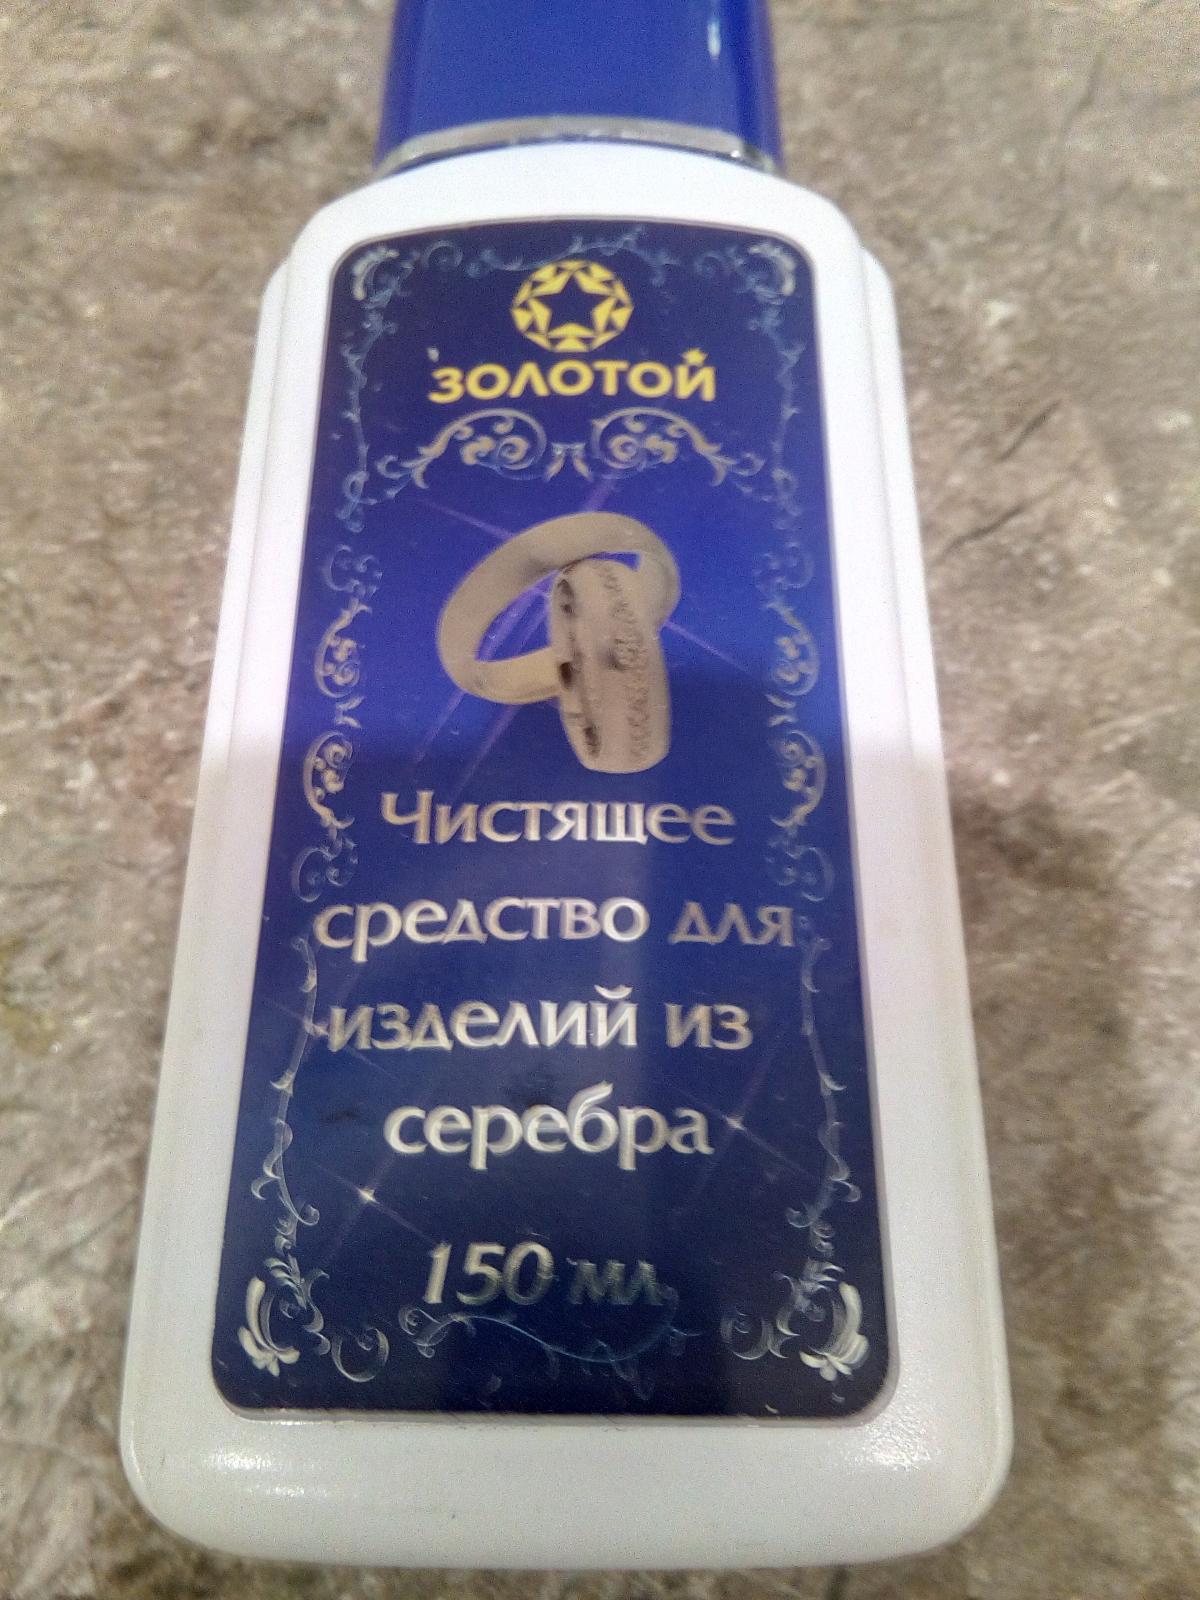 ЗОЛОТОЙ
Чистящее
средство для
изделий из
серебра
150 мл